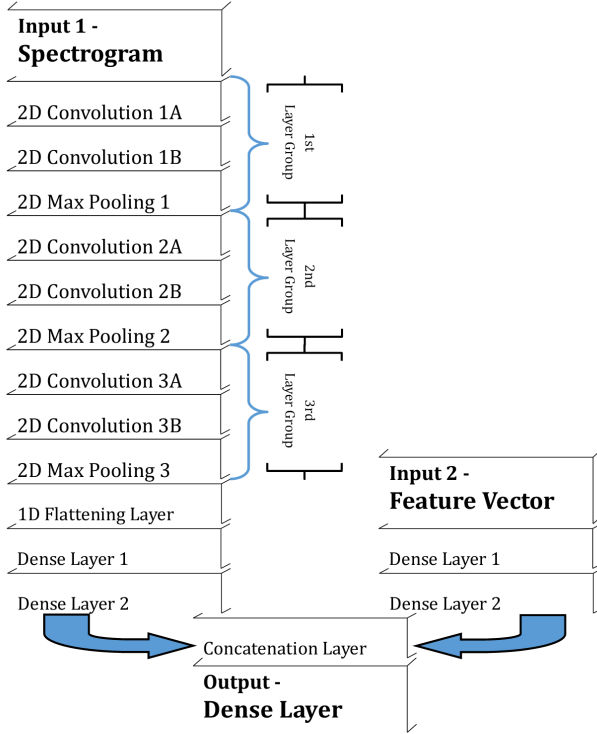 Input 1 -
Spectrogram
2D Convolution 1A
2D Convolution 1B
2D Max Pooling 1
1st
Layer Group
2D Convolution 2A
2D Convolution 2B
2D Max Pooling 2
2nd
Layer Group
2D Convolution 3A
2D Convolution 3B
2D Max Pooling 3
3rd
Layer Group
1D Flattening Layer
Dense Layer 1
Dense Layer 2
Input 2 -
Feature Vector
Dense Layer 1
Dense Layer 2
Concatenation Layer
Output -
Dense Layer